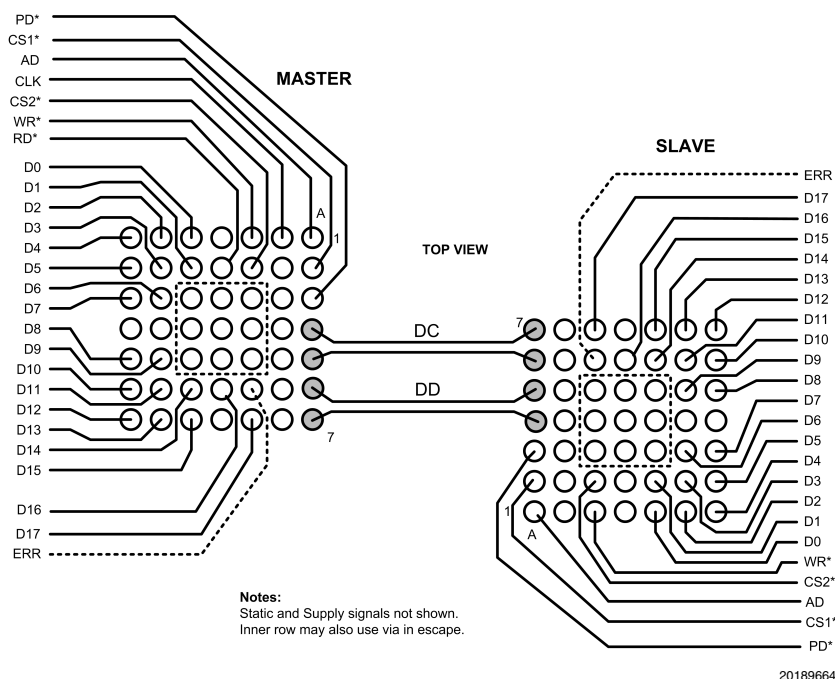 PD*
CS1*
AD
CLK
CS2*
WR*
RD*
D0
D1
D2
D3
D4
D5
D6
D7
D8
D9
D10
D11
D12
D13
D14
D15
D16
D17
ERR
MASTER
A
1
7
TOP VIEW
DC
DD
SLAVE
7
1
A
ERR
D17
D16
D15
D14
D13
D12
D11
D10
D9
D8
D7
D6
D5
D4
D3
D2
D1
D0
WR*
CS2*
AD
CS1*
PD*
Notes:
Static and Supply signals not shown.
Inner row may also use via in escape.
20189664